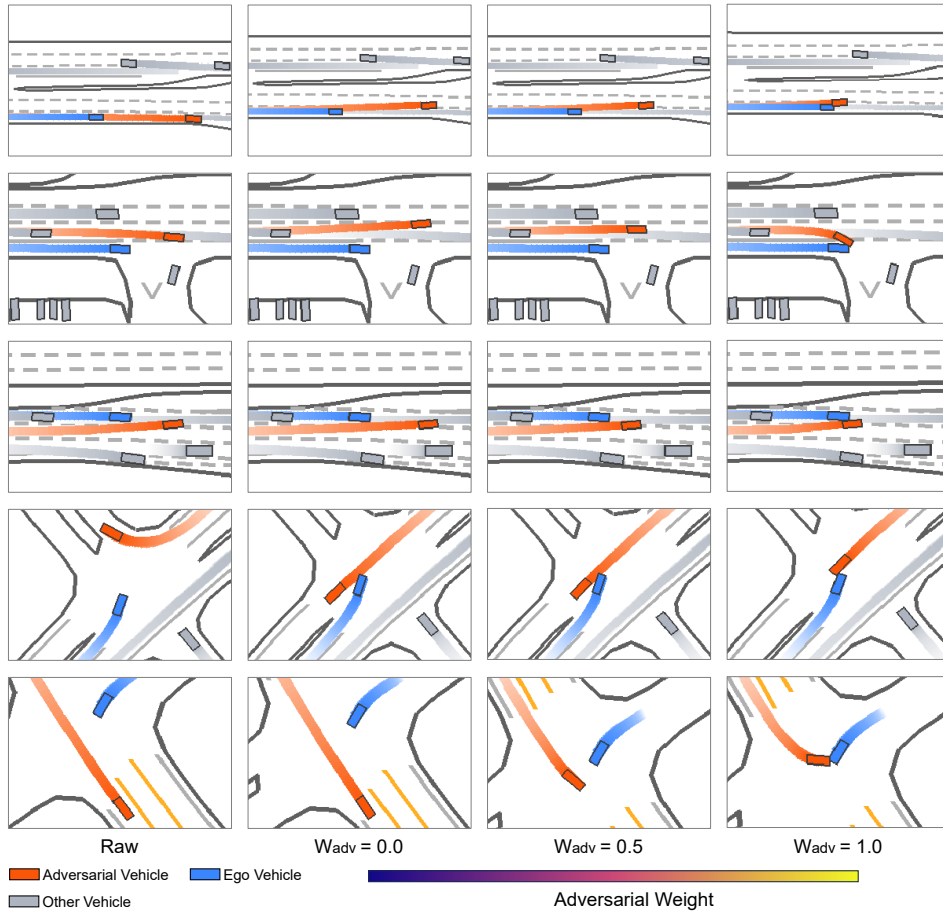 Raw Wadv = 0.0 Wadv = 0.5 Wadv = 1.0
Adversarial Vehicle Ego Vehicle
Other Vehicle
Adversarial Weight